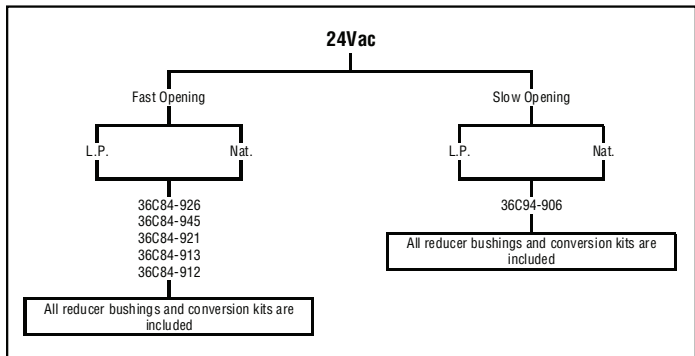 24Vac
Fast Opening
Slow Opening
L.P.
Nat.
L.P.
Nat.
36C84-926
36C84-945
36C84-921
36C84-913
36C84-912
36C94-906
All reducer bushings and conversion kits are
included
All reducer bushings and conversion kits are
included